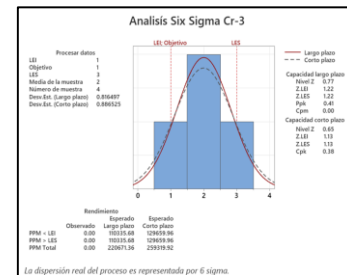 Analisís Six Sigma Cr-3
LEI; Objetivo
LES
Procesar datos
LEI 1
Objetivo 1
LES 3
Media de la muestra 2
Número de muestra 4
Desv.Est. (Largo plazo) 0.816497
Desv.Est. (Corto plazo) 0.886525
Largo plazo
Corto plazo
Capacidad largo plazo
Nivel Z 0.77
Z.LEI 1.22
Z.LES 1.22
Ppk 0.41
Cpm 0.00
Capacidad corto plazo
Nivel Z 0.65
Z.LEI 1.13
Z.LES 1.13
Cpk 0.38
0 1 2 3 4
Rendimiento
Esperado Esperado
Observado Largo plazo Corto plazo
PPM < LEI 0.00 110335.68 129659.96
PPM > LES 0.00 110335.68 129659.96
PPM Total 0.00 220671.36 259319.92
La dispersión real del proceso es representada por 6 sigma.